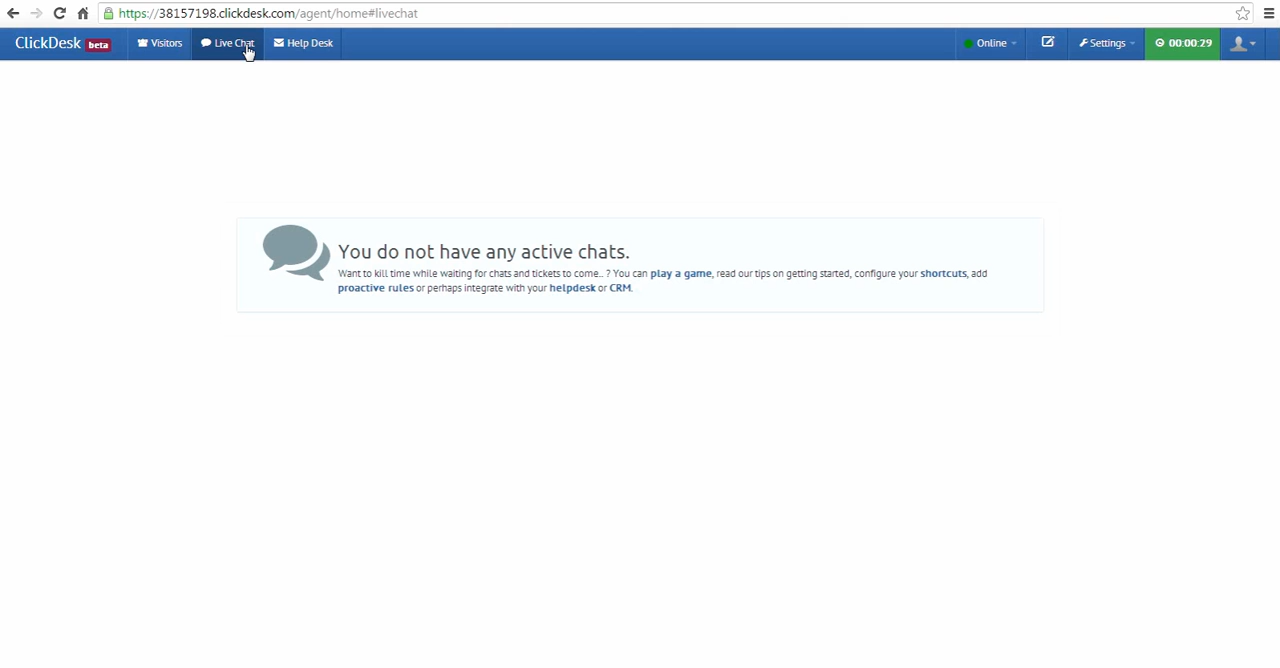 https://38157198.clickdesk.com/agent/home#livechat
ClickDesk beta Visitors Live Chat Help Desk Online Settings 00:00:29
You do not have any active chats.
Want to kill time while waiting for chats and tickets to come.. ? You can play a game, read our tips on getting started, configure your shortcuts, add
proactive rules or perhaps integrate with your helpdesk or CRM.